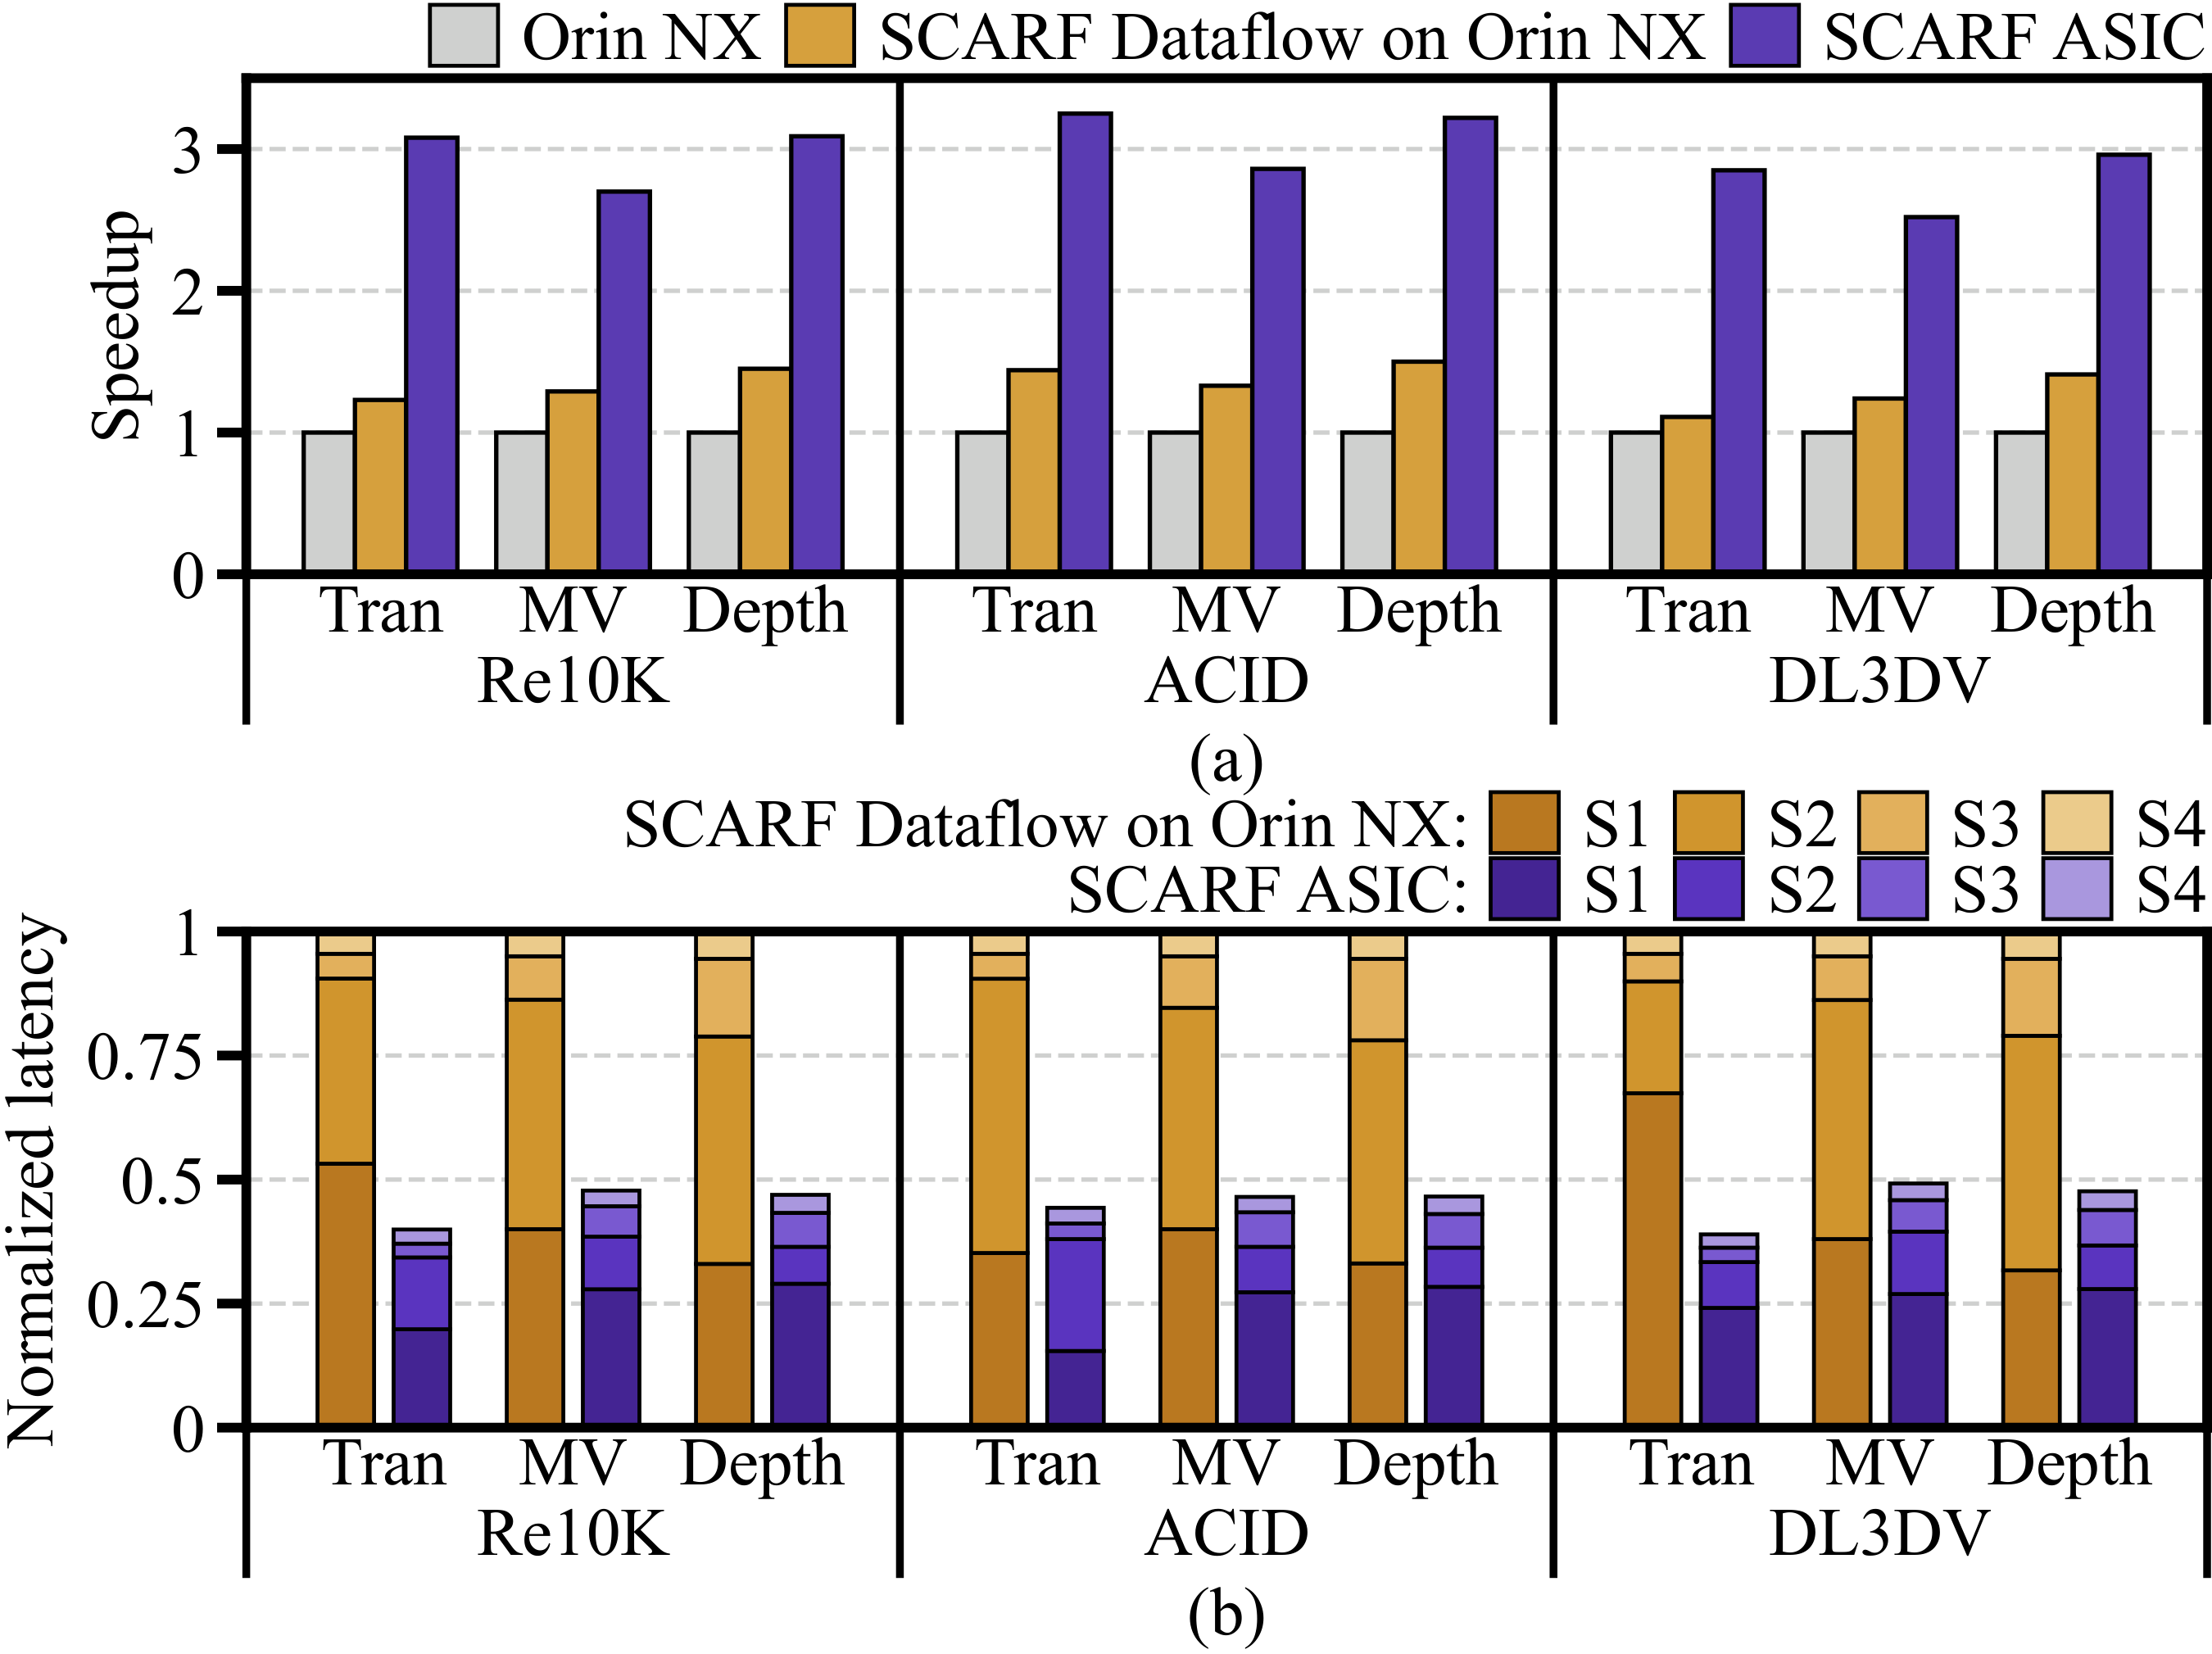 Orin NX SCARF Dataflow on Orin NX SCARF ASIC
Speedup
3
2
1
0
Tran MV Depth Tran MV Depth Tran MV Depth
Re10K ACID DL3DV
(a)
SCARF Dataflow on Orin NX: S1 S2 S3 S4
SCARF ASIC: S1 S2 S3 S4
Normalized latency
1
0.75
0.5
0.25
0
Tran MV Depth Tran MV Depth Tran MV Depth
Re10K ACID DL3DV
(b)